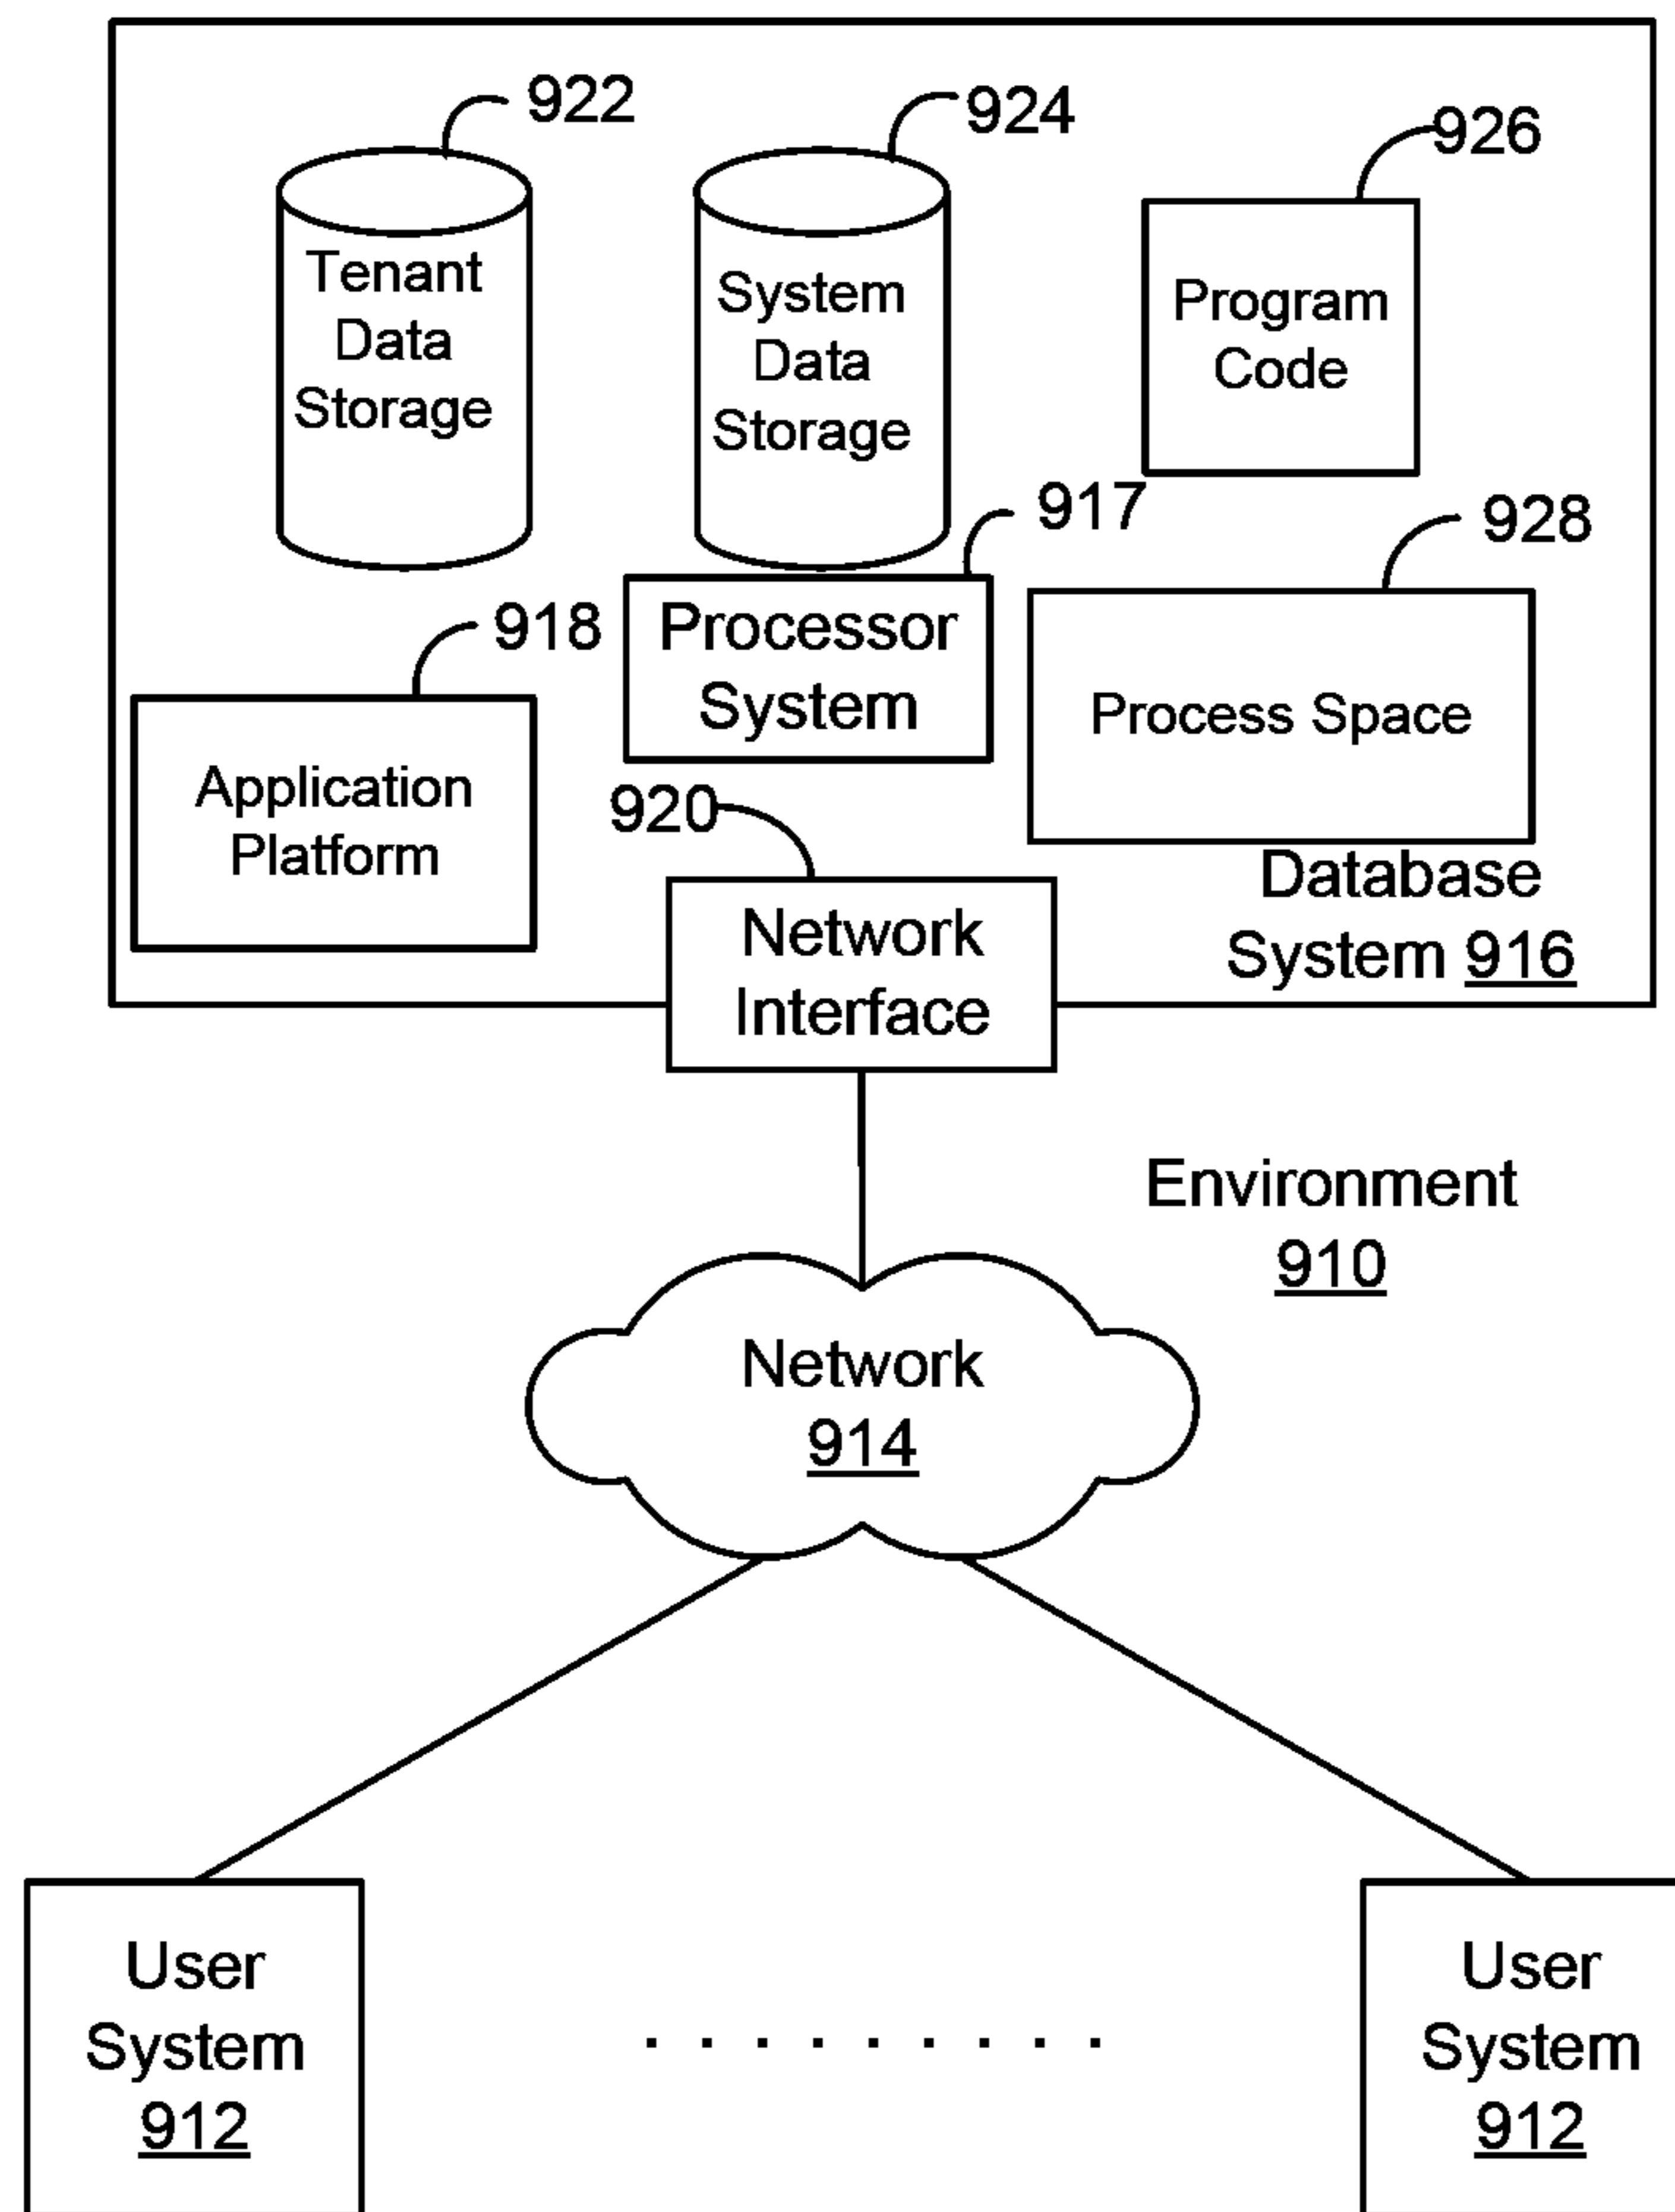 922
924
926
Tenant
Data
Storage
System
Data
Storage
Program
Code
917
928
918
Processor
System
Process Space
Application
Platform
920
Database
System 916
Network
Interface
Environment
910
Network
914
User
System
912
. . . . . . . . .
User
System
912